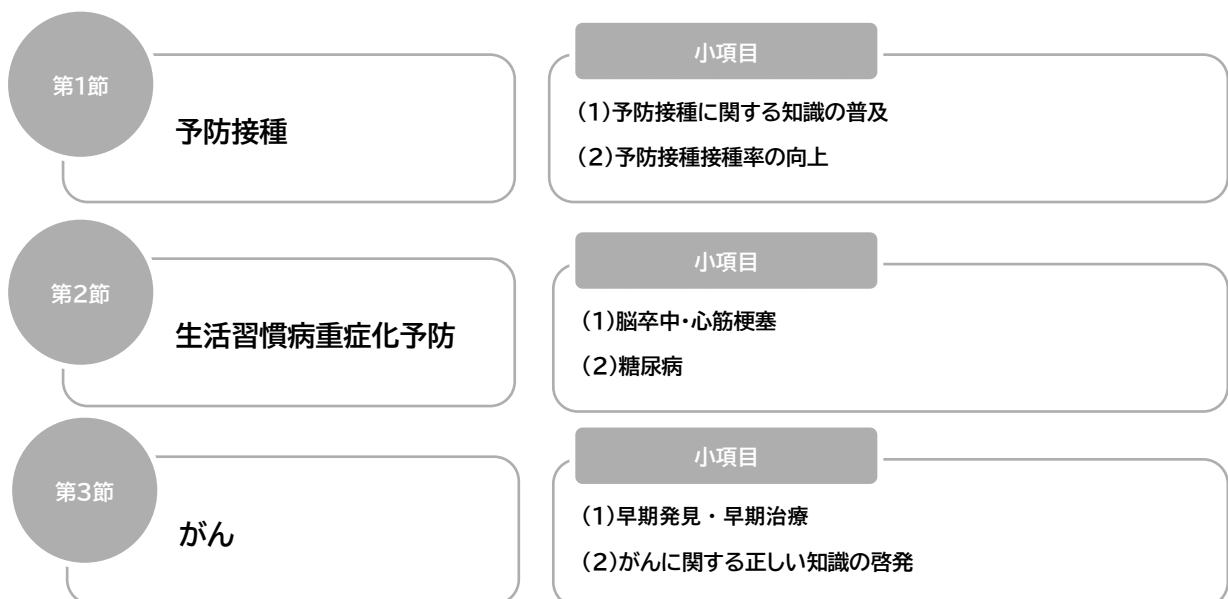 第1節
予防接種
小項目
(1)予防接種に関する知識の普及
(2)予防接種接種率の向上
第2節
生活習慣病重症化予防
小項目
(1)脳卒中・心筋梗塞
(2)糖尿病
第3節
がん
小項目
(1)早期発見・早期治療
(2)がんに関する正しい知識の啓発